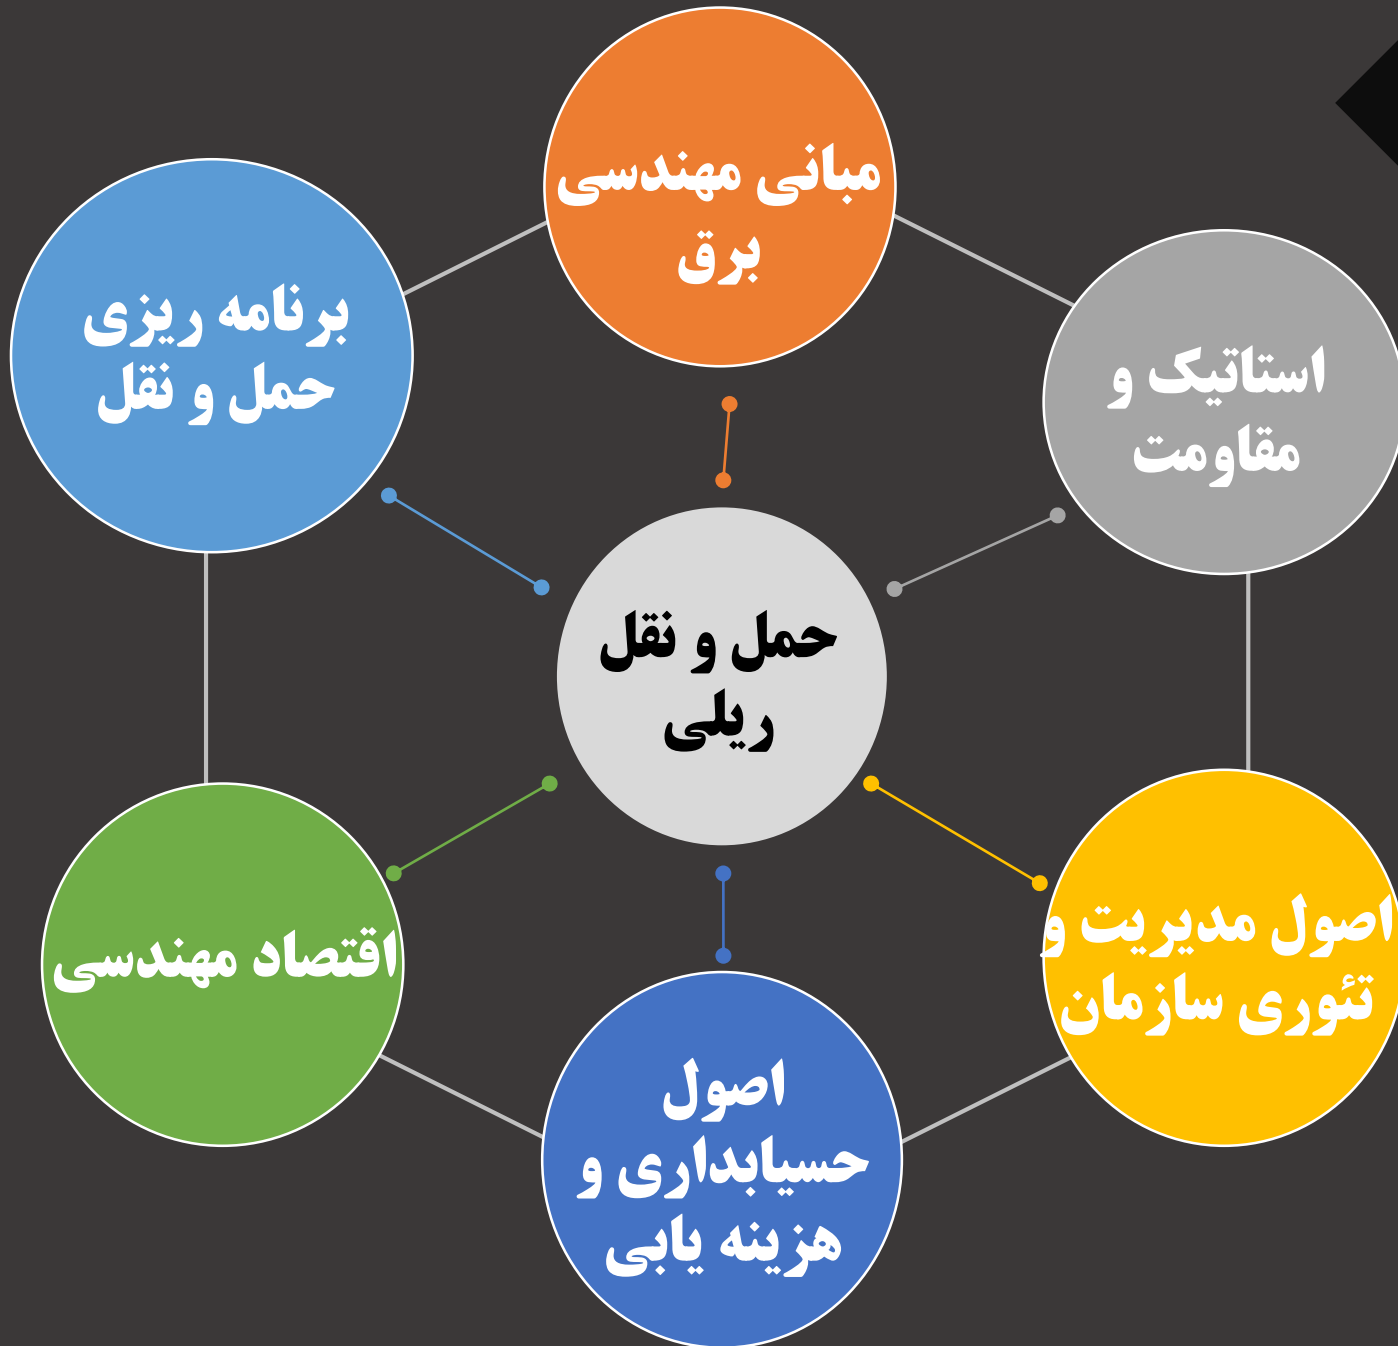 مبانی مهندسی
برق
استاتیک و
مقاومت
برنامه ریزی
حمل و نقل
حمل و نقل
ریلی
اصول مدیریت و
تئوری سازمان
اقتصاد مهندسی
اصول
حسیابداری و
هزینه یابی